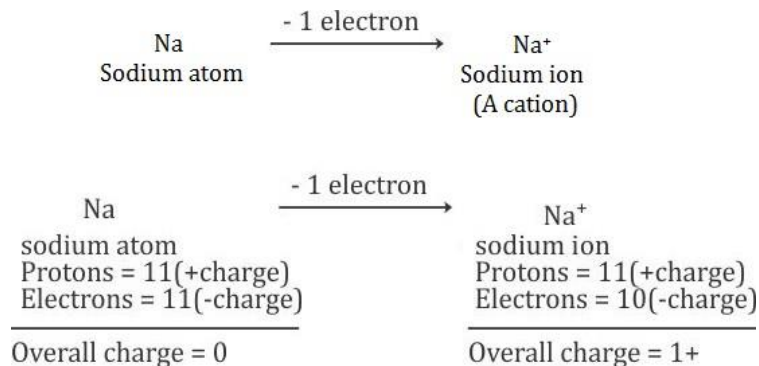 - 1 electron
Na
Na⁺
Sodium atom
Sodium ion
(A cation)
- 1 electron
Na
Na⁺
sodium atom
sodium ion
Protons = 11(+charge)
Protons = 11(+charge)
Electrons = 11(-charge)
Electrons = 10(-charge)
Overall charge = 0
Overall charge = 1+